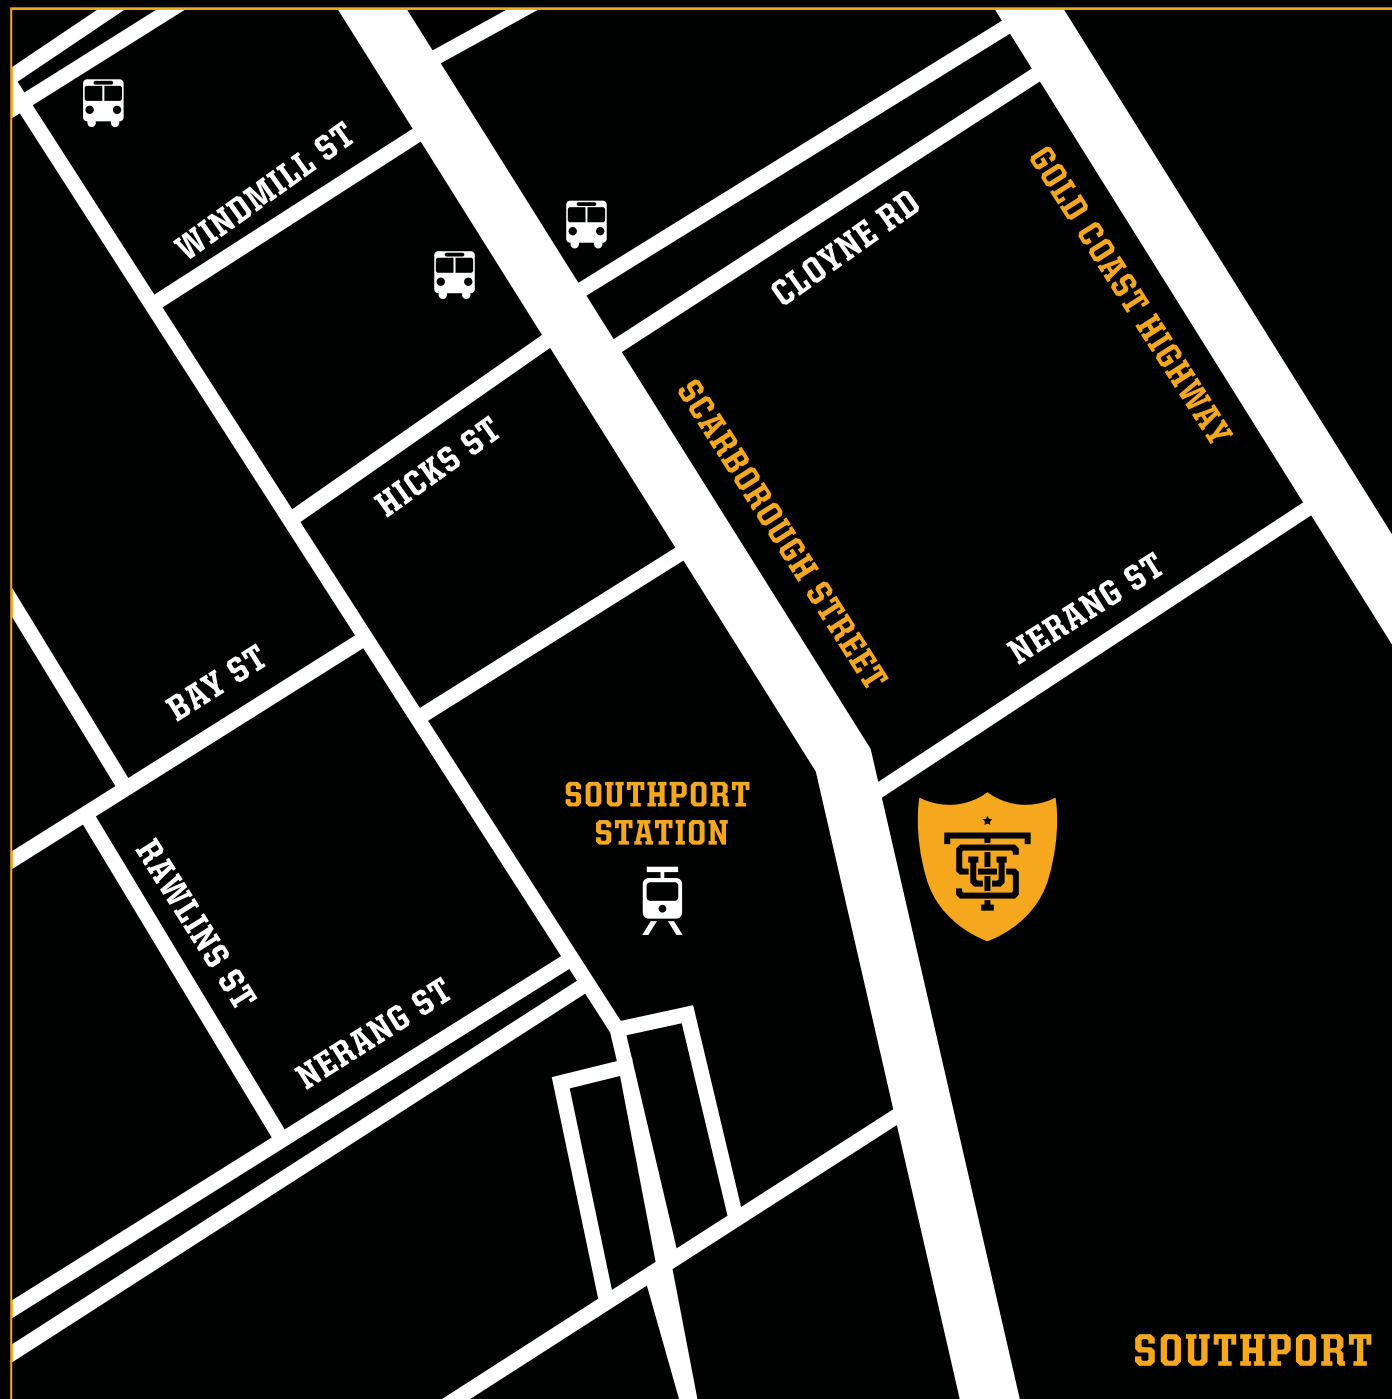 WINDMILL ST
GOLD COAST HIGHWAY
CLOYNE RD
SCARBOROUGH STREET
HICKS ST
NERANG ST
BAY ST
SOUTHPORT
STATION
RAWLINS ST
NERANG ST
SOUTHPORT